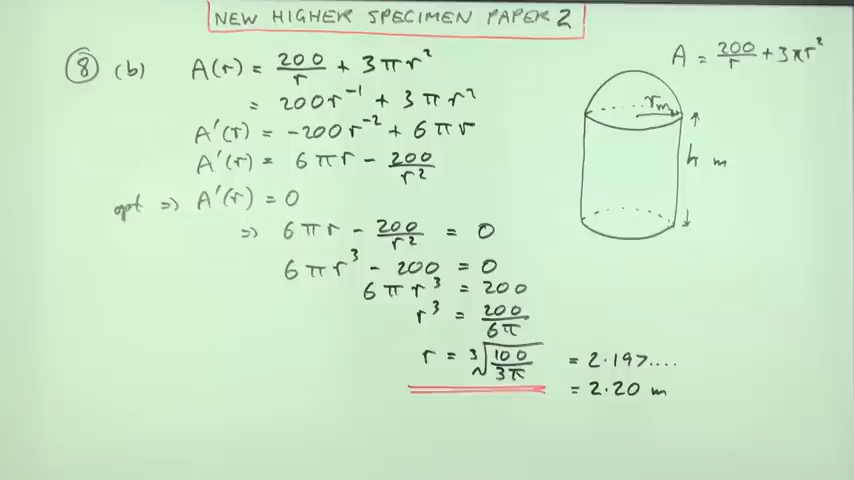 NEW HIGHER SPECIMEN PAPER 2
⑧ (b) A(r) = 200/r + 3πr²
= 200r⁻¹ + 3πr²
A'(r) = -200r⁻² + 6πr
A'(r) = 6πr - 200/r²
opt ⇒ A'(r) = 0
⇒ 6πr - 200/r² = 0
6πr³ - 200 = 0
6πr³ = 200
r³ = 200/6π
r = ³√(100/3π) = 2.197....
= 2.20 m
A = 200/r + 3πr²
r m
h m